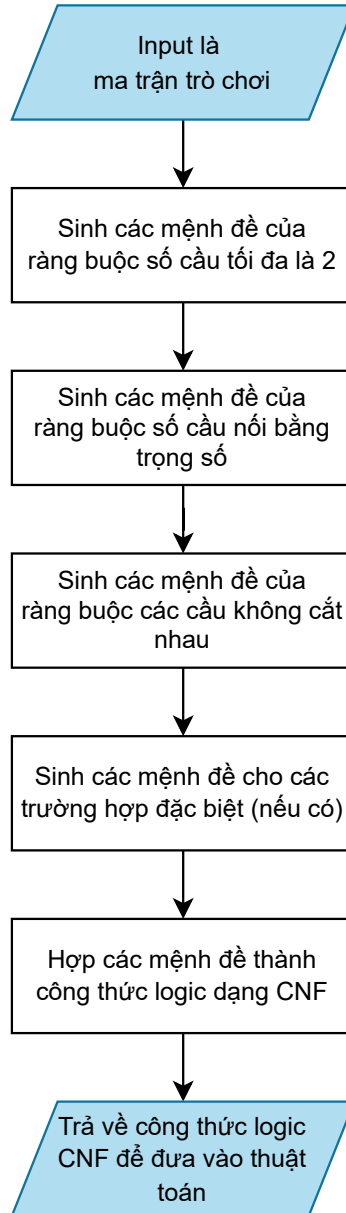 Input là
ma trận trò chơi
Sinh các mệnh đề của
ràng buộc số cầu tối đa là 2
Sinh các mệnh đề của
ràng buộc số cầu nối bằng
trọng số
Sinh các mệnh đề của
ràng buộc các cầu không cắt
nhau
Sinh các mệnh đề cho các
trường hợp đặc biệt (nếu có)
Hợp các mệnh đề thành
công thức logic dạng CNF
Trả về công thức logic
CNF để đưa vào thuật
toán